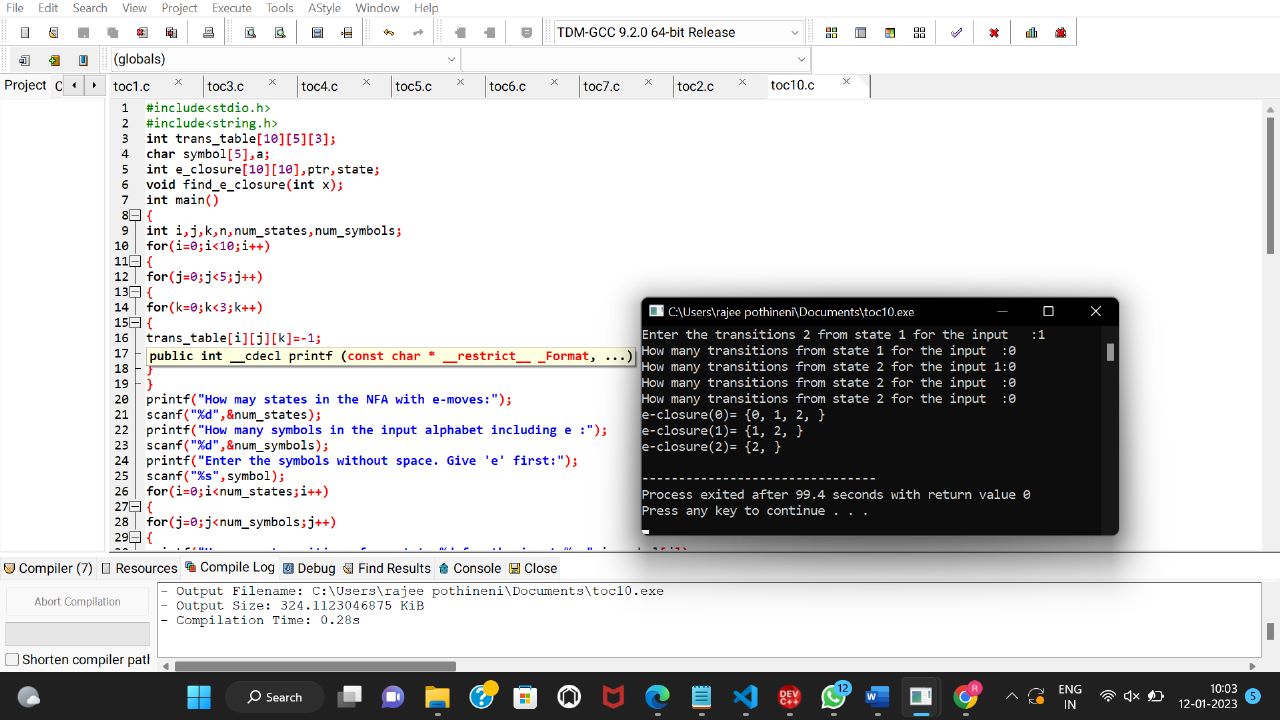 File Edit Search View Project Execute Tools AStyle Window Help
TDM-GCC 9.2.0 64-bit Release
(globals)
Project C toc1.c toc3.c toc4.c toc5.c toc6.c toc7.c toc2.c toc10.c
1 #include<stdio.h>
2 #include<string.h>
3 int trans_table[10][5][3];
4 char symbol[5],a;
5 int e_closure[10][10],ptr,state;
6 void find_e_closure(int x);
7 int main()
8 {
9 int i,j,k,n,num_states,num_symbols;
10 for(i=0;i<10;i++)
11 {
12 for(j=0;j<5;j++)
13 {
14 for(k=0;k<3;k++)
15 {
16 trans_table[i][j][k]=-1;
17 public int __cdecl printf (const char * __restrict__ _Format, ...)
18 }
19 }
20 printf("How may states in the NFA with e-moves:");
21 scanf("%d",&num_states);
22 printf("How many symbols in the input alphabet including e :");
23 scanf("%d",&num_symbols);
24 printf("Enter the symbols without space. Give 'e' first:");
25 scanf("%s",symbol);
26 for(i=0;i<num_states;i++)
27 {
28 for(j=0;j<num_symbols;j++)
29 {
C:\Users\rajee pothineni\Documents\toc10.exe
Enter the transitions 2 from state 1 for the input :1
How many transitions from state 1 for the input :0
How many transitions from state 2 for the input 1:0
How many transitions from state 2 for the input :0
How many transitions from state 2 for the input :0
e-closure(0)= {0, 1, 2, }
e-closure(1)= {1, 2, }
e-closure(2)= {2, }
--------------------------------
Process exited after 99.4 seconds with return value 0
Press any key to continue . . .
Compiler (7) Resources Compile Log Debug Find Results Console Close
Abort Compilation
Shorten compiler path
- Output Filename: C:\Users\rajee pothineni\Documents\toc10.exe
- Output Size: 324.1123046875 KiB
- Compilation Time: 0.28s
Search
DEV C++
12
R
ENG
IN
10:03
12-01-2023
5